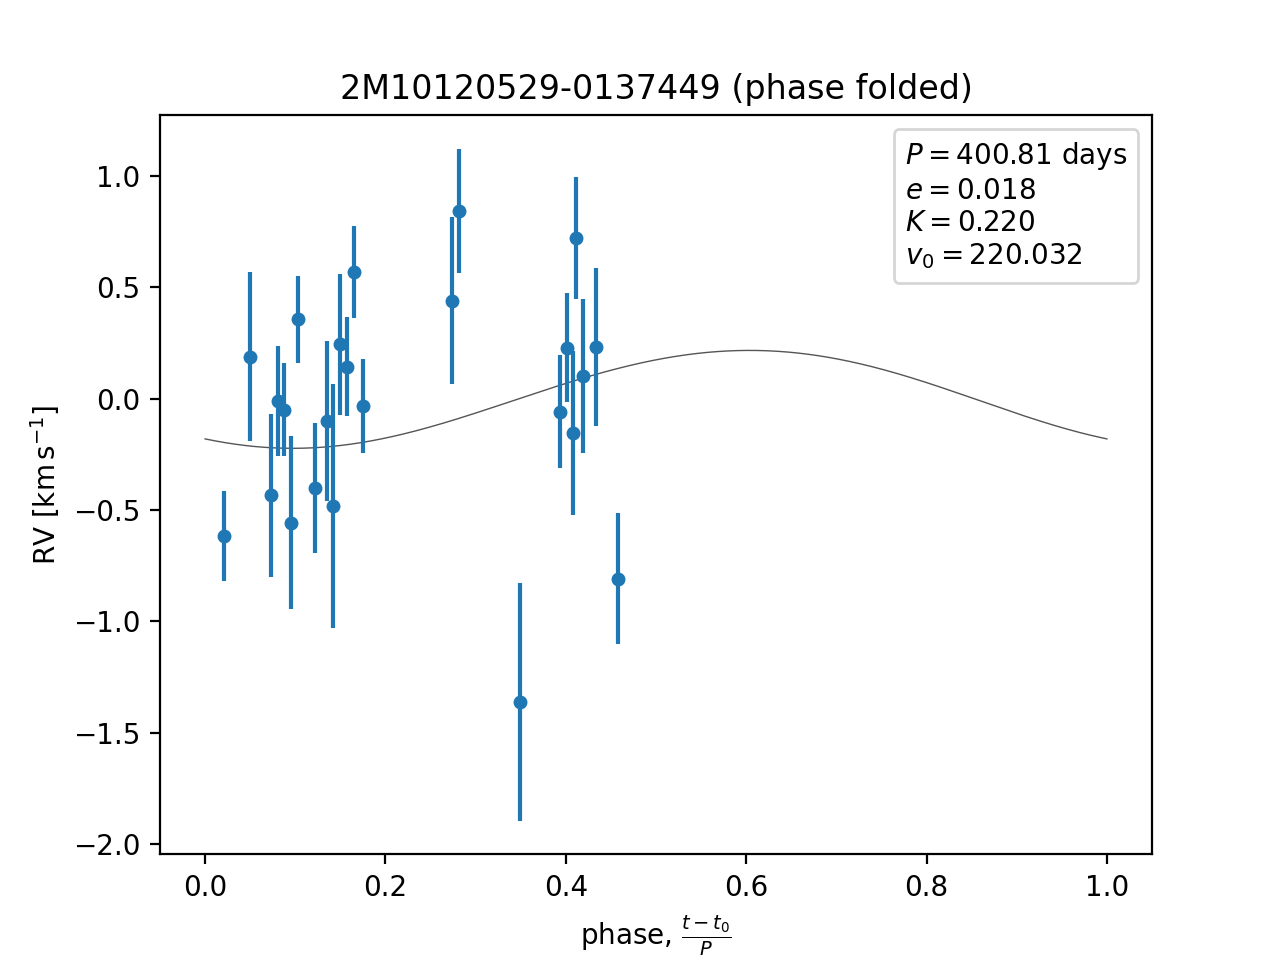 2M10120529-0137449 (phase folded)
P = 400.81 days
e = 0.018
K = 0.220
v₀ = 220.032
1.0
0.5
0.0
−0.5
−1.0
−1.5
−2.0
RV [km s⁻¹]
0.0 0.2 0.4 0.6 0.8 1.0
phase, (t − t₀)/P